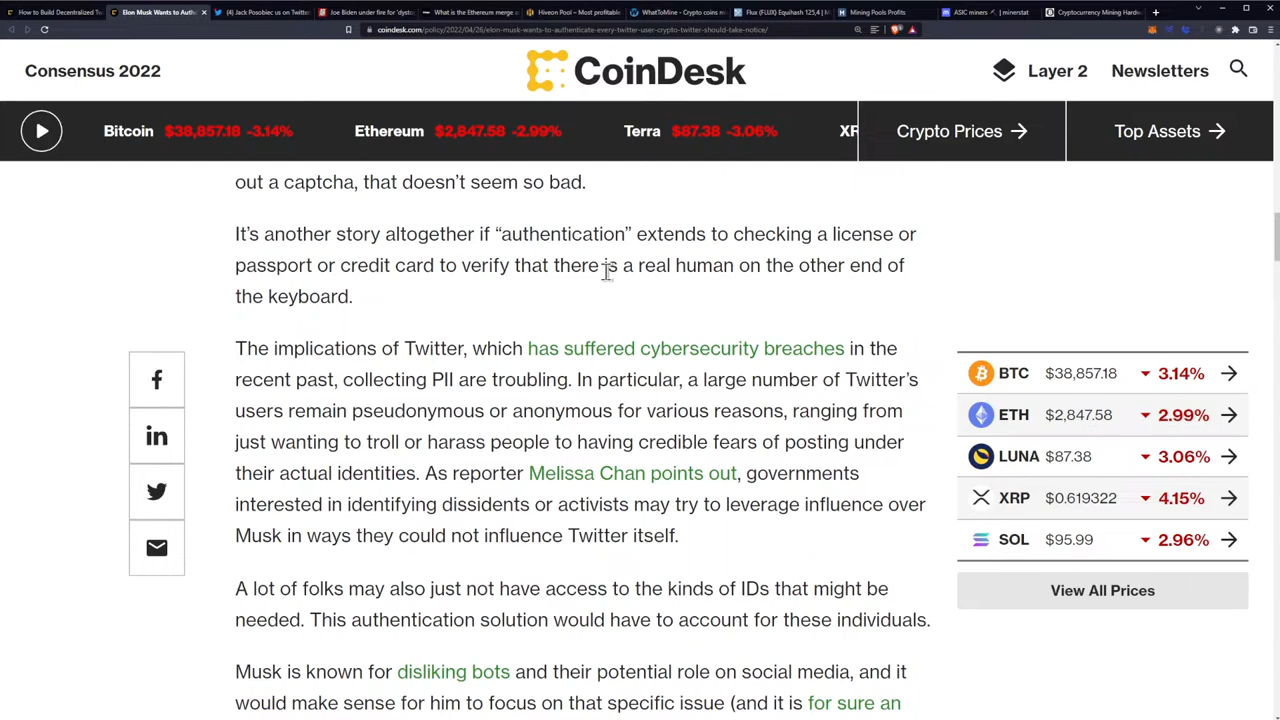 How to Build Decentralized Tw
Elon Musk Wants to Authe
(4) Jack Posobiec us on Twitter
Joe Biden under fire for 'dysto
What is the Ethereum merge a
Hiveon Pool – Most profitable
WhatToMine - Crypto coins m
Flux (FLUX) Equihash 125,4 | M
Mining Pools Profits
ASIC miners | minerstat
Cryptocurrency Mining Hardw
coindesk.com/policy/2022/04/26/elon-musk-wants-to-authenticate-every-twitter-user-crypto-twitter-should-take-notice/
Consensus 2022
CoinDesk
Layer 2
Newsletters
Bitcoin $38,857.18 -3.14%
Ethereum $2,847.58 -2.99%
Terra $87.38 -3.06%
XR
Crypto Prices →
Top Assets →
out a captcha, that doesn't seem so bad.
It's another story altogether if “authentication” extends to checking a license or
passport or credit card to verify that there is a real human on the other end of
the keyboard.
The implications of Twitter, which has suffered cybersecurity breaches in the
recent past, collecting PII are troubling. In particular, a large number of Twitter's
users remain pseudonymous or anonymous for various reasons, ranging from
just wanting to troll or harass people to having credible fears of posting under
their actual identities. As reporter Melissa Chan points out, governments
interested in identifying dissidents or activists may try to leverage influence over
Musk in ways they could not influence Twitter itself.
A lot of folks may also just not have access to the kinds of IDs that might be
needed. This authentication solution would have to account for these individuals.
Musk is known for disliking bots and their potential role on social media, and it
would make sense for him to focus on that specific issue (and it is for sure an
BTC $38,857.18 3.14% →
ETH $2,847.58 2.99% →
LUNA $87.38 3.06% →
XRP $0.619322 4.15% →
SOL $95.99 2.96% →
View All Prices